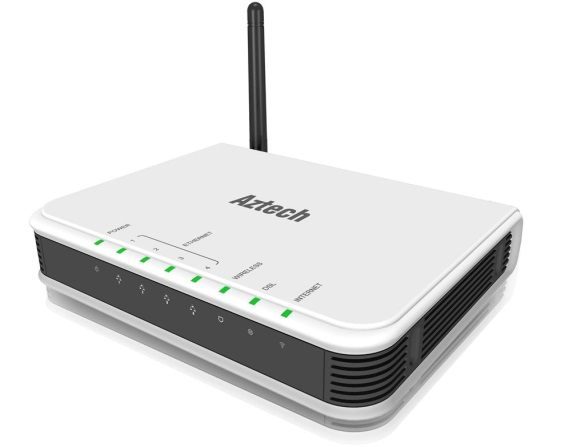 Aztech
POWER
1 2 3 4
ETHERNET
WIRELESS
DSL
INTERNET